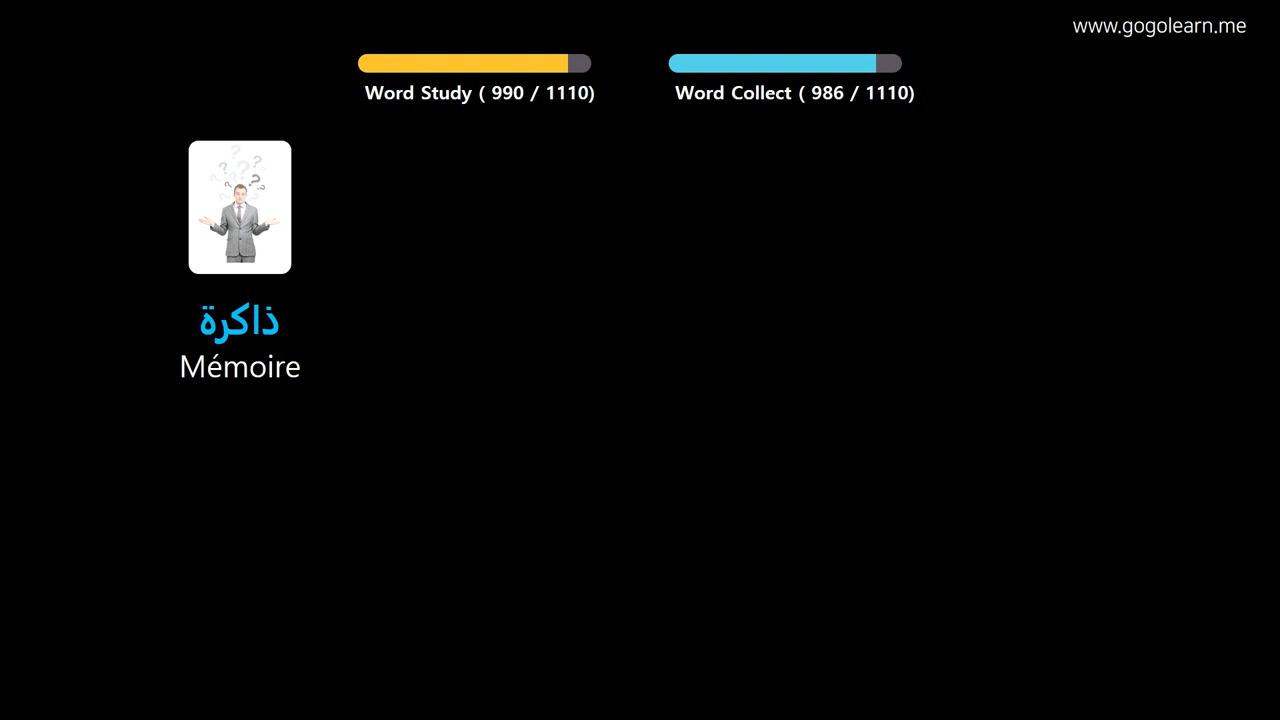 www.gogolearn.me
Word Study ( 990 / 1110)
Word Collect ( 986 / 1110)
ذاكرة
Mémoire